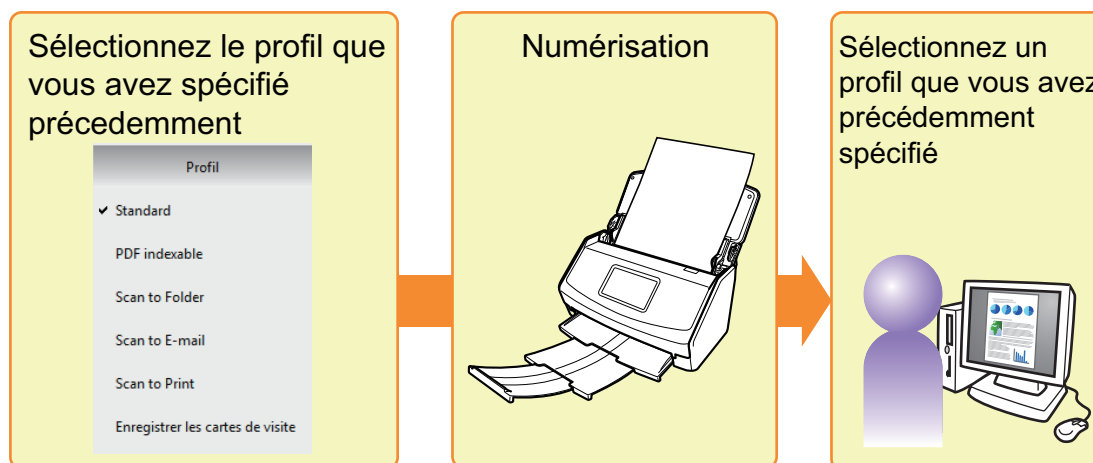 Sélectionnez le profil que
vous avez spécifié
précedemment
Profil
Standard
PDF indexable
Scan to Folder
Scan to E-mail
Scan to Print
Enregistrer les cartes de visite
Numérisation
Sélectionnez un
profil que vous avez
précédemment
spécifié